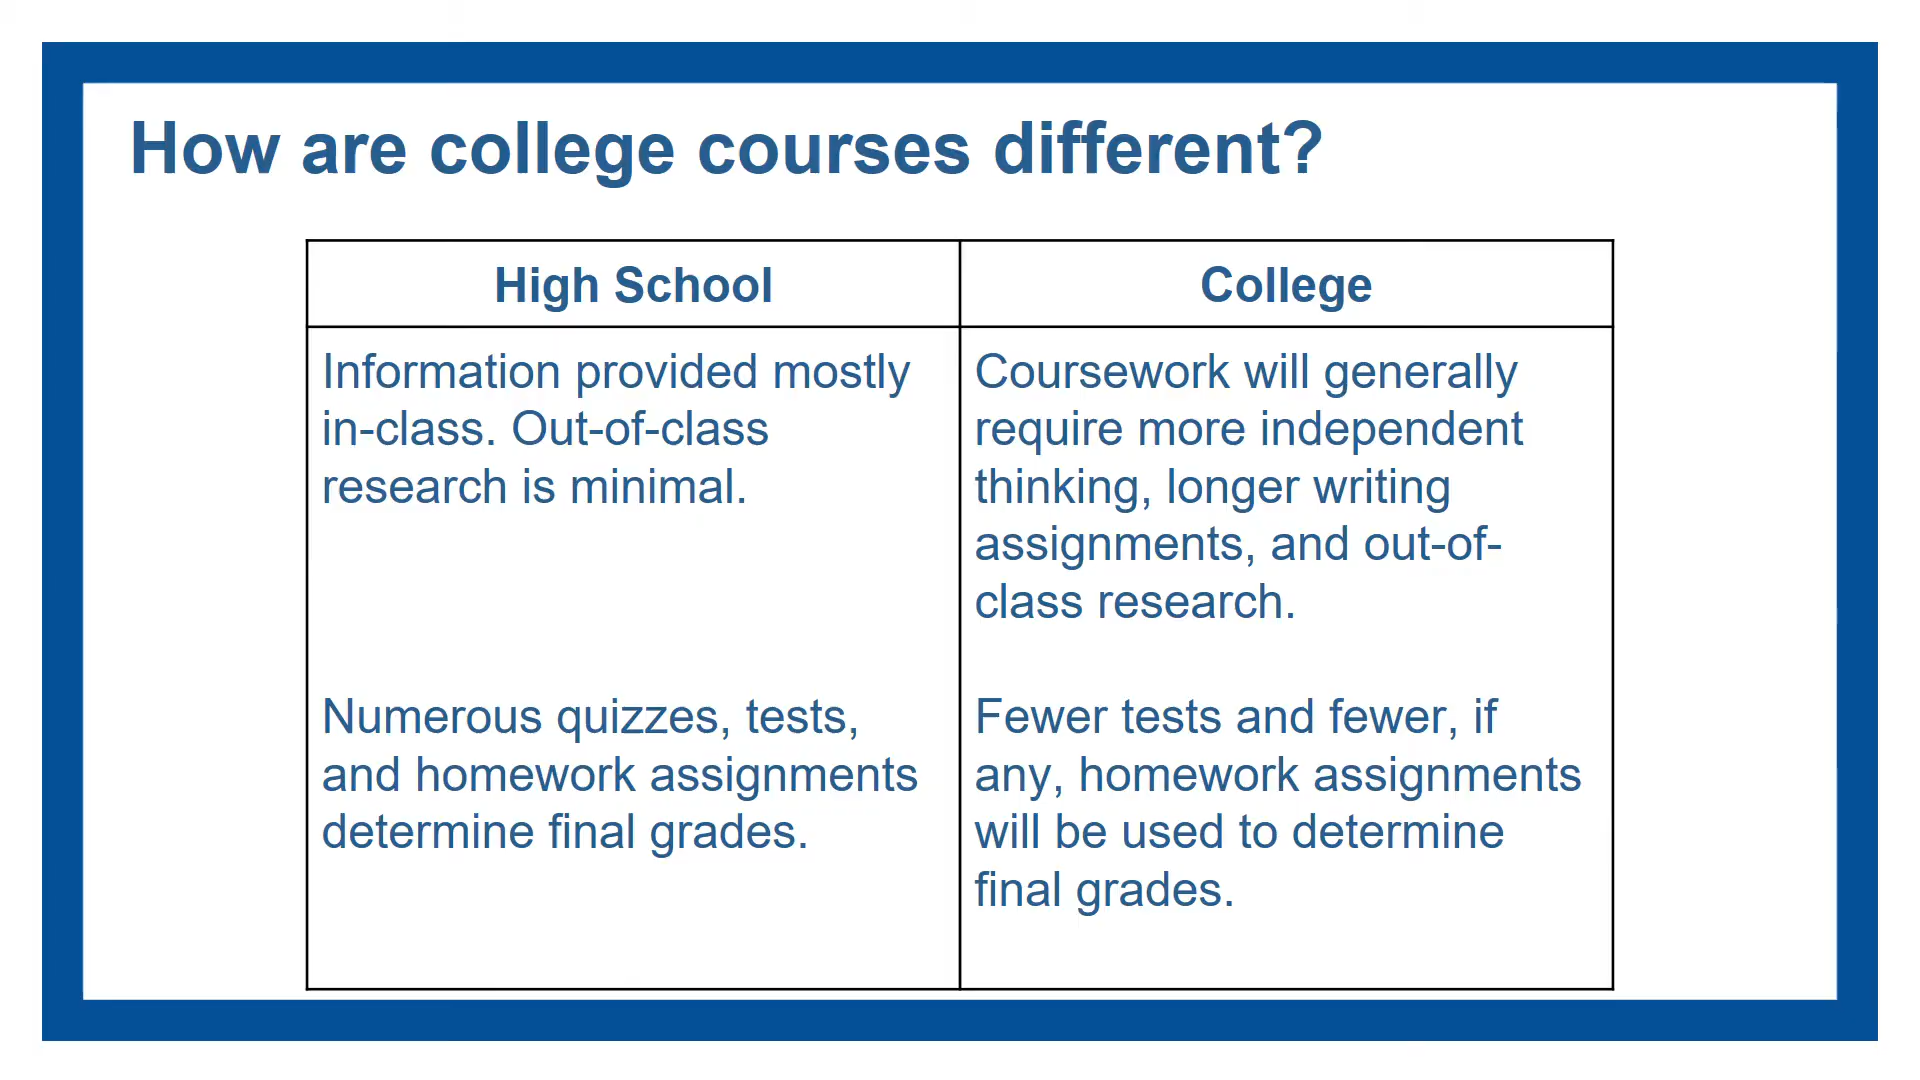 How are college courses different?
High School
College
Information provided mostly
in-class. Out-of-class
research is minimal.
Numerous quizzes, tests,
and homework assignments
determine final grades.
Coursework will generally
require more independent
thinking, longer writing
assignments, and out-of-
class research.
Fewer tests and fewer, if
any, homework assignments
will be used to determine
final grades.